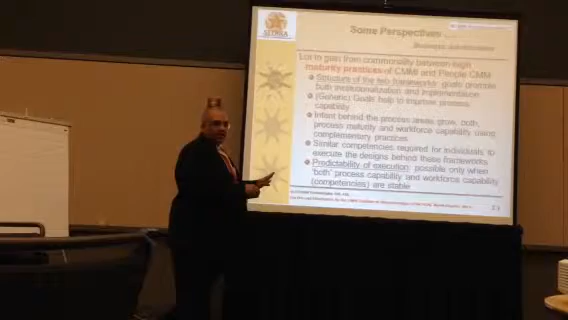 Some Perspectives ...
Lot to gain from commonality between high
maturity practices of CMMI and People CMM
Structure of the two frameworks' goals promote
both institutionalization and implementation
(Generic) Goals help to improve process
capability
Intent behind the process areas grow, both,
process maturity and workforce capability using
complementary practices
Similar competencies required for individuals to
execute the designs behind these frameworks
Predictability of execution: possible only when
'both' process capability and workforce capability
(competencies) are stable